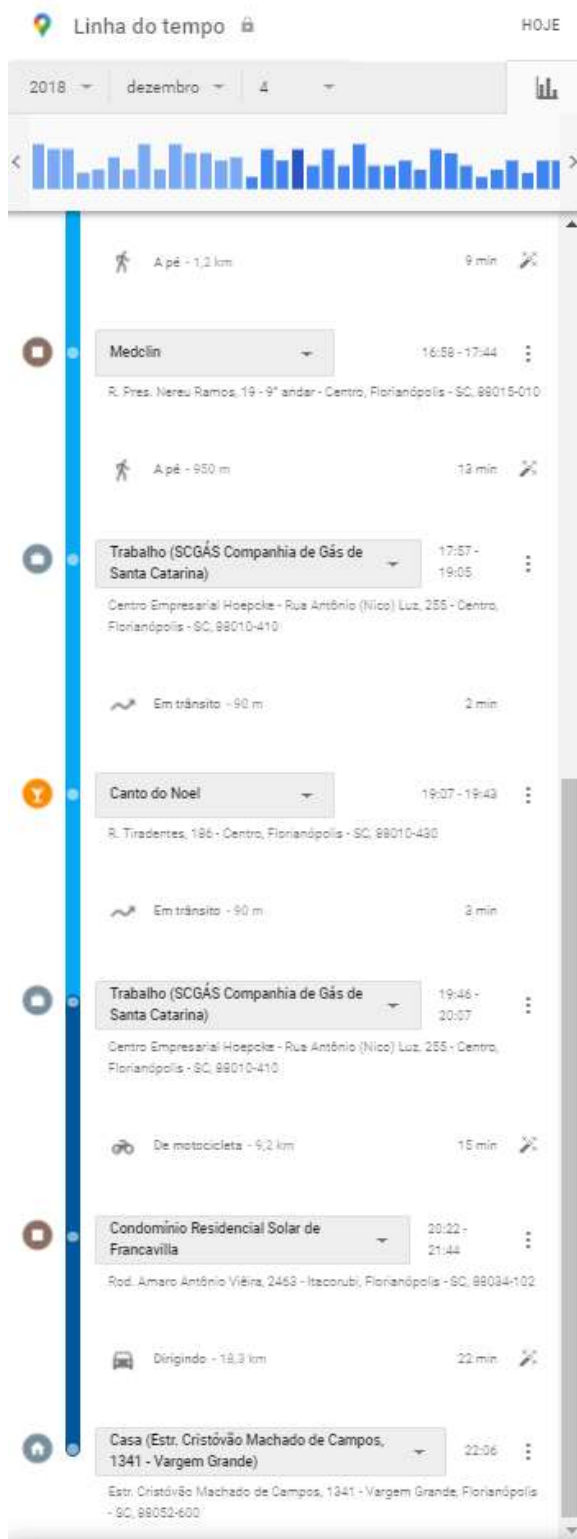 Linha do tempo
HOJE
2018 dezembro 4
A pé - 1,2 km 9 min
Medclin 16:58 - 17:44
R. Pres. Nereu Ramos, 19 - 9° andar - Centro, Florianópolis - SC, 88015-010
A pé - 950 m 13 min
Trabalho (SCGÁS Companhia de Gás de
Santa Catarina)
17:57 -
19:05
Centro Empresarial Hoepcke - Rua Antônio (Nico) Luz, 255 - Centro,
Florianópolis - SC, 88010-410
Em trânsito - 90 m 2 min
Canto do Noel 19:07 - 19:43
R. Tiradentes, 186 - Centro, Florianópolis - SC, 88010-430
Em trânsito - 90 m 3 min
Trabalho (SCGÁS Companhia de Gás de
Santa Catarina)
19:46 -
20:07
Centro Empresarial Hoepcke - Rua Antônio (Nico) Luz, 255 - Centro,
Florianópolis - SC, 88010-410
De motocicleta - 9,2 km 15 min
Condomínio Residencial Solar de
Francavilla
20:22 -
21:44
Rod. Amaro Antônio Viêira, 2463 - Itacorubi, Florianópolis - SC, 88034-102
Dirigindo - 18,3 km 22 min
Casa (Estr. Cristóvão Machado de Campos,
1341 - Vargem Grande)
22:06
Estr. Cristóvão Machado de Campos, 1341 - Vargem Grande, Florianópolis
- SC, 88052-600